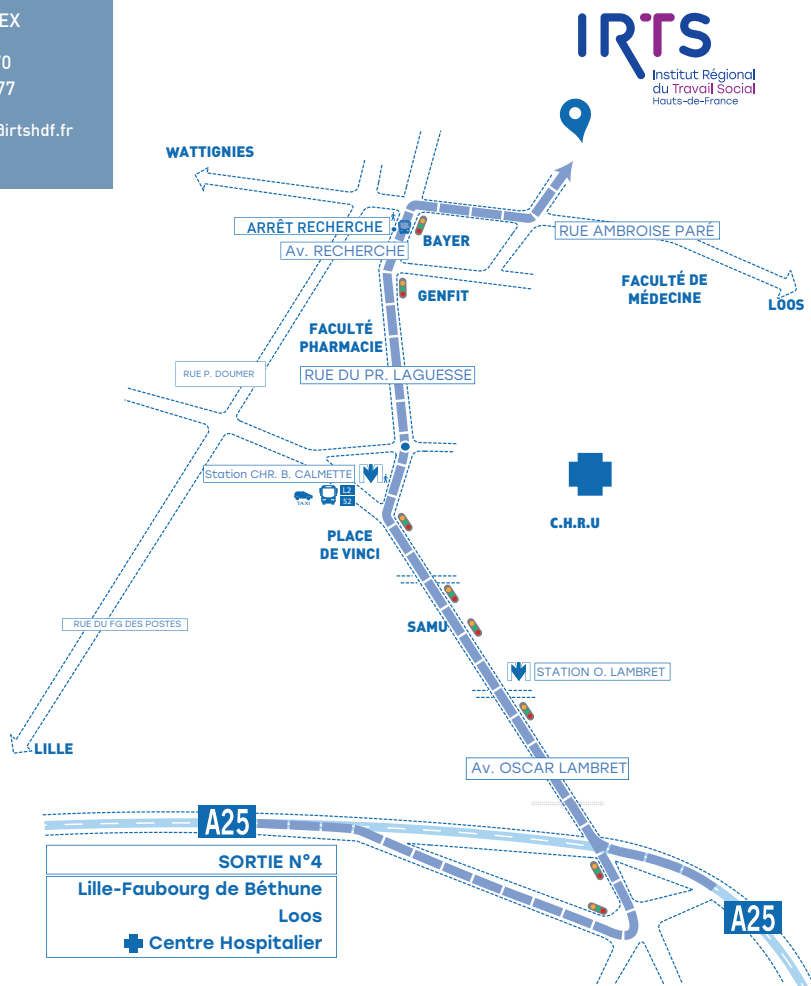 EX
70
77
@irtshdf.fr
IRTS
Institut Régional
du Travail Social
Hauts-de-France
WATTIGNIES
ARRÊT RECHERCHE
BAYER
RUE AMBROISE PARÉ
Av. RECHERCHE
FACULTÉ DE
MÉDECINE
LOOS
GENFIT
FACULTÉ
PHARMACIE
RUE P. DOUMER
RUE DU PR. LAGUESSE
Station CHR. B. CALMETTE
TAXI
L2
52
C.H.R.U
PLACE
DE VINCI
RUE DU FG DES POSTES
SAMU
STATION O. LAMBRET
LILLE
Av. OSCAR LAMBRET
A25
SORTIE N°4
Lille-Faubourg de Béthune
Loos
Centre Hospitalier
A25